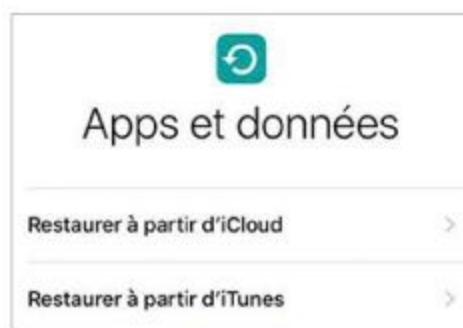 Apps et données
Restaurer à partir d'iCloud
Restaurer à partir d'iTunes